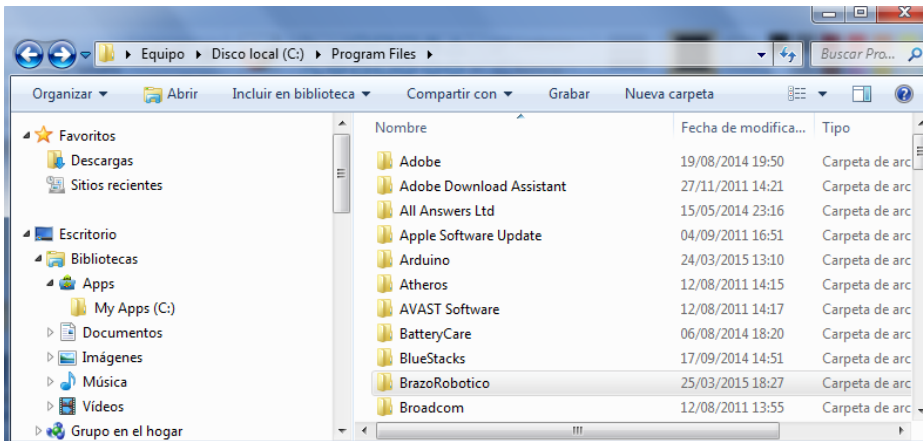 Equipo Disco local (C:) Program Files
Buscar Pro...
Organizar Abrir Incluir en biblioteca Compartir con Grabar Nueva carpeta
Favoritos
Descargas
Sitios recientes
Escritorio
Bibliotecas
Apps
My Apps (C:)
Documentos
Imágenes
Música
Vídeos
Grupo en el hogar
Nombre Fecha de modifica... Tipo
Adobe 19/08/2014 19:50 Carpeta de arc
Adobe Download Assistant 27/11/2011 14:21 Carpeta de arc
All Answers Ltd 15/05/2014 23:16 Carpeta de arc
Apple Software Update 04/09/2011 16:51 Carpeta de arc
Arduino 24/03/2015 13:10 Carpeta de arc
Atheros 12/08/2011 14:15 Carpeta de arc
AVAST Software 12/08/2011 14:17 Carpeta de arc
BatteryCare 06/08/2014 18:20 Carpeta de arc
BlueStacks 17/09/2014 14:51 Carpeta de arc
BrazoRobotico 25/03/2015 18:27 Carpeta de arc
Broadcom 12/08/2011 13:55 Carpeta de arc